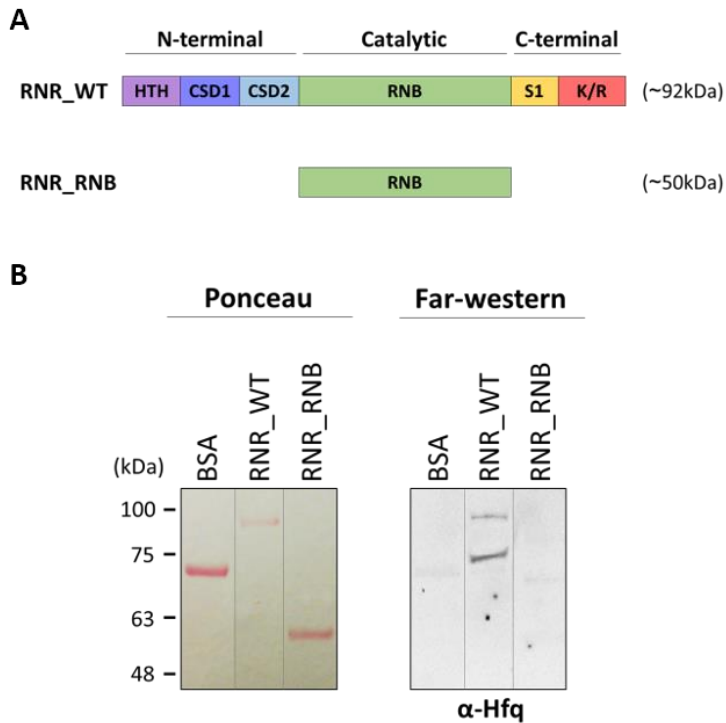 A
N-terminal Catalytic C-terminal
RNR_WT HTH CSD1 CSD2 RNB S1 K/R (~92kDa)
RNR_RNB RNB (~50kDa)
B
Ponceau Far-western
(kDa) BSA RNR_WT RNR_RNB BSA RNR_WT RNR_RNB
100
75
63
48
α-Hfq